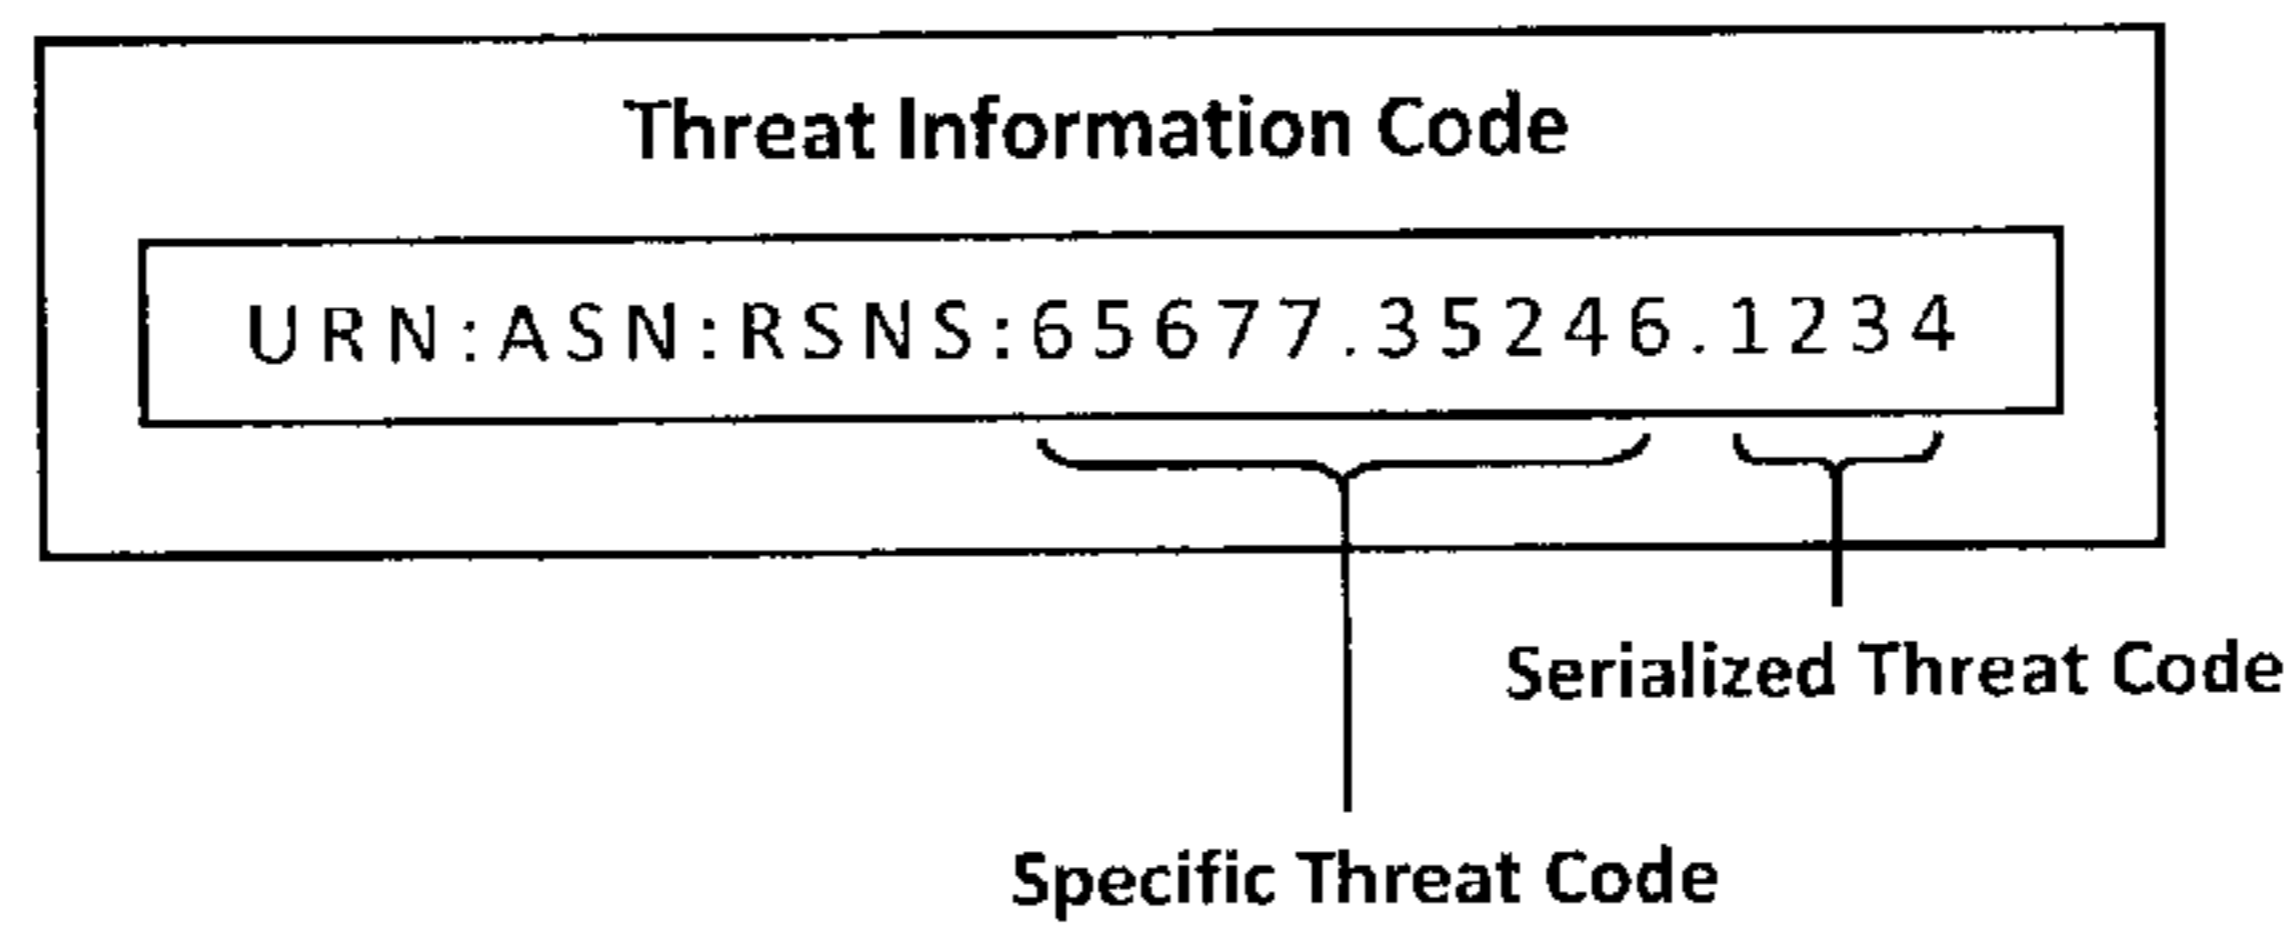 Threat Information Code
URN:ASN:RSNS:65677.35246.1234
Serialized Threat Code
Specific Threat Code